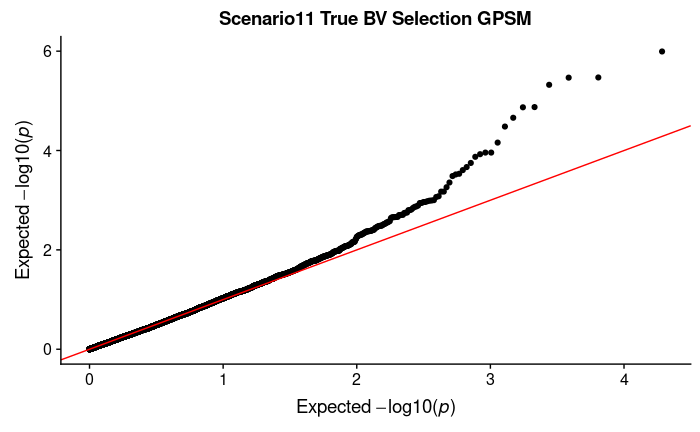 Scenario11 True BV Selection GPSM
Expected −log10(p)
6
4
2
0
0 1 2 3 4
Expected −log10(p)